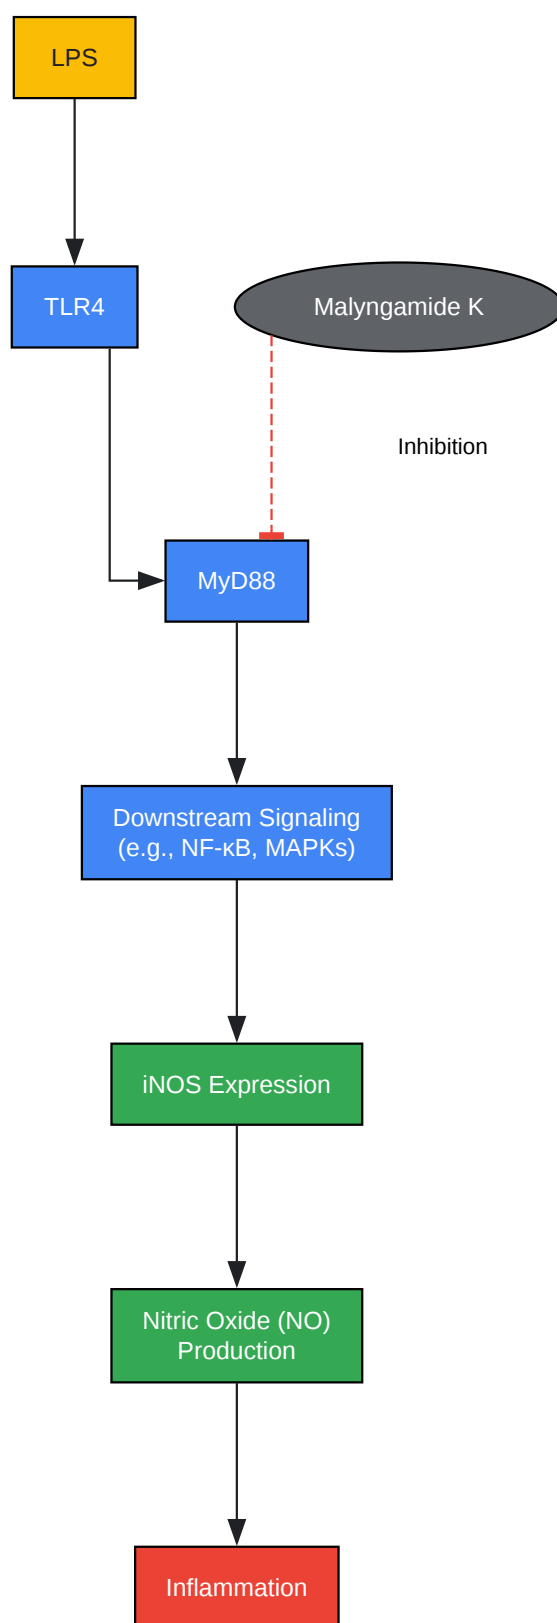 LPS
TLR4
Malyngamide K
Inhibition
MyD88
Downstream Signaling
(e.g., NF-κB, MAPKs)
iNOS Expression
Nitric Oxide (NO)
Production
Inflammation